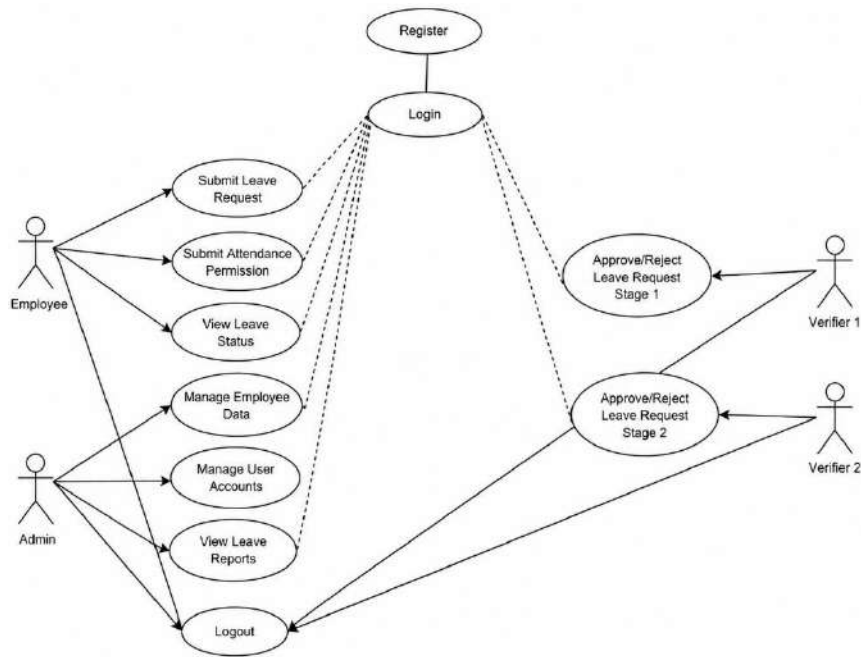 Register
Login
Submit Leave
Request
Submit Attendance
Permission
Employee
View Leave
Status
Approve/Reject
Leave Request
Stage 1
Verifier 1
Manage Employee
Data
Approve/Reject
Leave Request
Stage 2
Verifier 2
Manage User
Accounts
Admin
View Leave
Reports
Logout